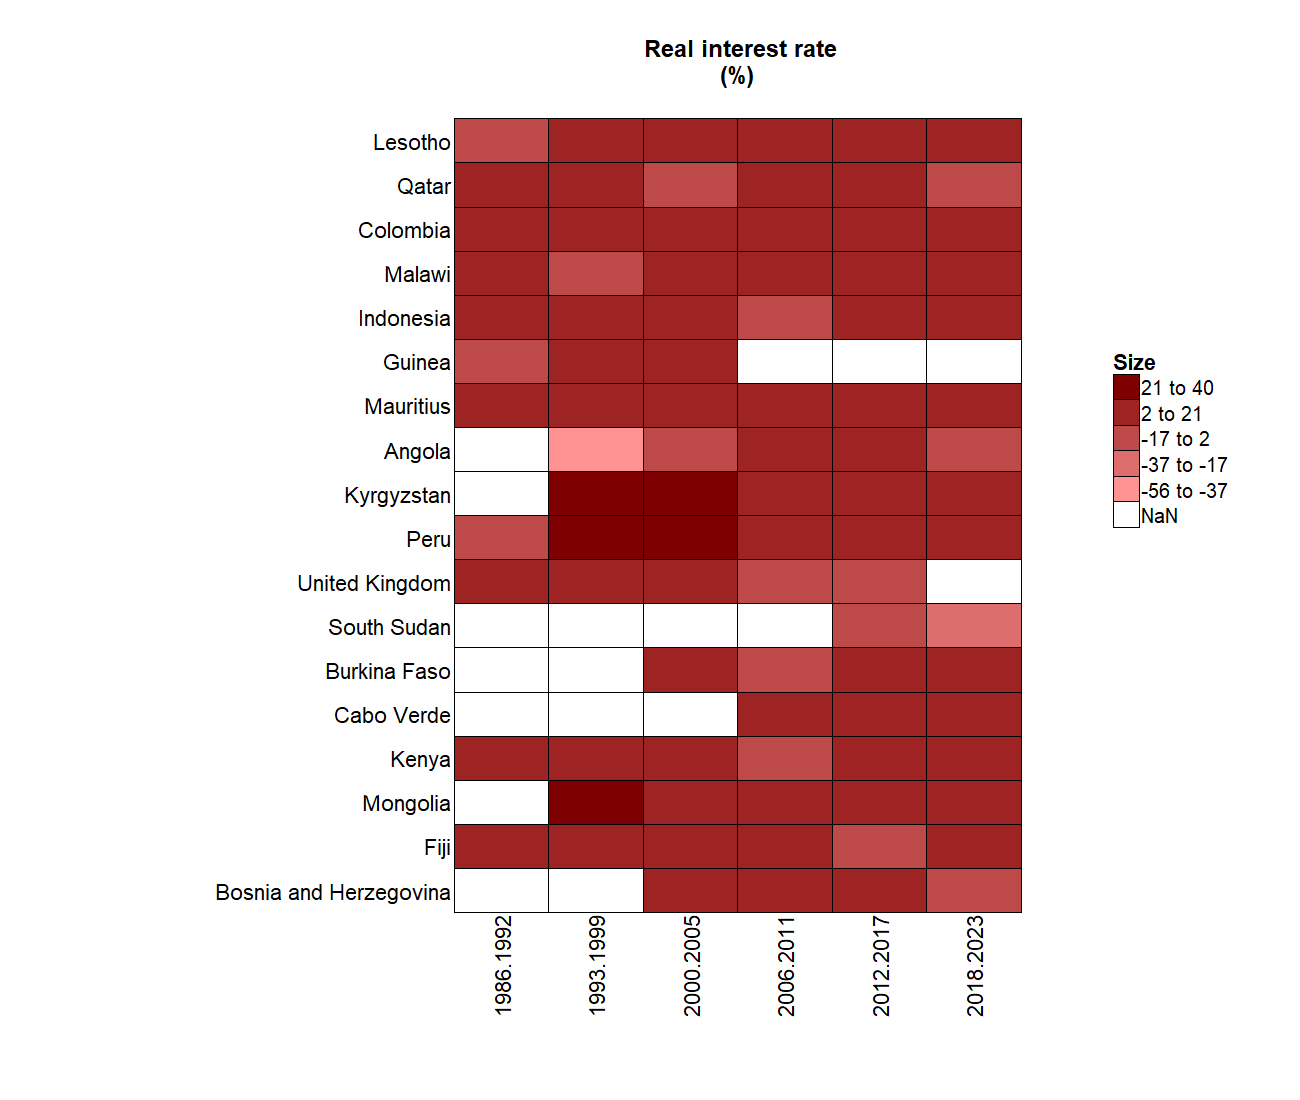 Real interest rate
(%)
Lesotho
Qatar
Colombia
Malawi
Indonesia
Guinea
Mauritius
Angola
Kyrgyzstan
Peru
United Kingdom
South Sudan
Burkina Faso
Cabo Verde
Kenya
Mongolia
Fiji
Bosnia and Herzegovina
1986.1992
1993.1999
2000.2005
2006.2011
2012.2017
2018.2023
Size
21 to 40
2 to 21
-17 to 2
-37 to -17
-56 to -37
NaN